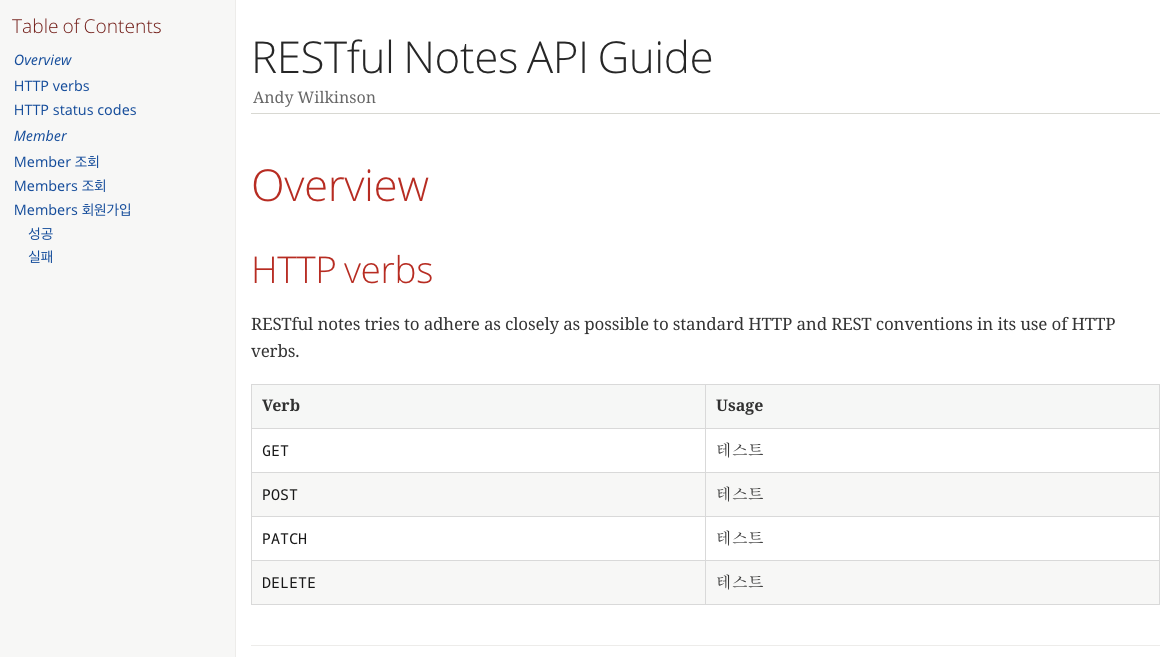 Table of Contents
Overview
HTTP verbs
HTTP status codes
Member
Member 조회
Members 조회
Members 회원가입
성공
실패
RESTful Notes API Guide
Andy Wilkinson
Overview
HTTP verbs
RESTful notes tries to adhere as closely as possible to standard HTTP and REST conventions in its use of HTTP
verbs.
Verb Usage
GET 테스트
POST 테스트
PATCH 테스트
DELETE 테스트